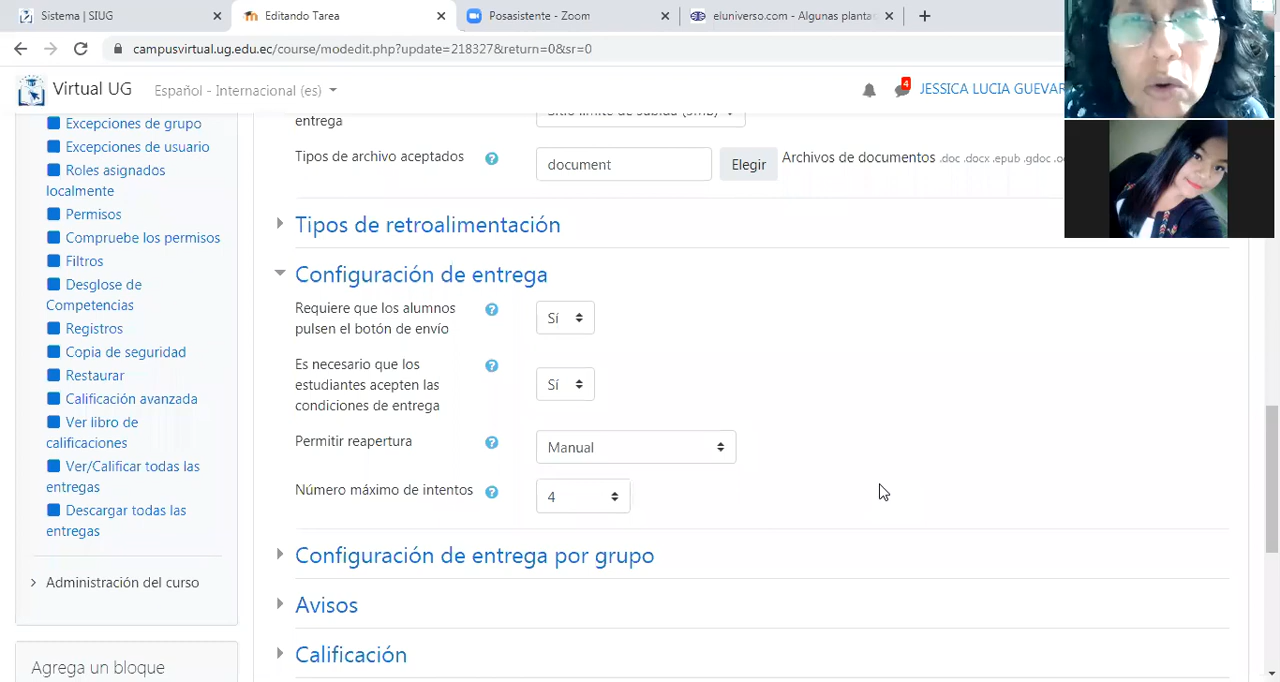 Sistema | SIUG
Editando Tarea
Posasistente - Zoom
eluniverso.com - Algunas planta
campusvirtual.ug.edu.ec/course/modedit.php?update=218327&return=0&sr=0
Virtual UG
Español - Internacional (es)
4
JESSICA LUCIA GUEVAR
Excepciones de grupo
Excepciones de usuario
Roles asignados
localmente
Permisos
Compruebe los permisos
Filtros
Desglose de
Competencias
Registros
Copia de seguridad
Restaurar
Calificación avanzada
Ver libro de
calificaciones
Ver/Calificar todas las
entregas
Descargar todas las
entregas
Administración del curso
Agrega un bloque
entrega
Sitio límite de subida (5MB)
Tipos de archivo aceptados
document
Elegir
Archivos de documentos .doc .docx .epub .gdoc
Tipos de retroalimentación
Configuración de entrega
Requiere que los alumnos
pulsen el botón de envío
Sí
Es necesario que los
estudiantes acepten las
condiciones de entrega
Sí
Permitir reapertura
Manual
Número máximo de intentos
4
Configuración de entrega por grupo
Avisos
Calificación